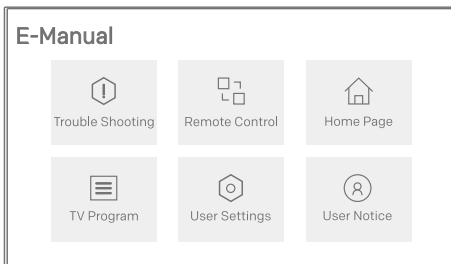 E-Manual
Trouble Shooting
Remote Control
Home Page
TV Program
User Settings
User Notice